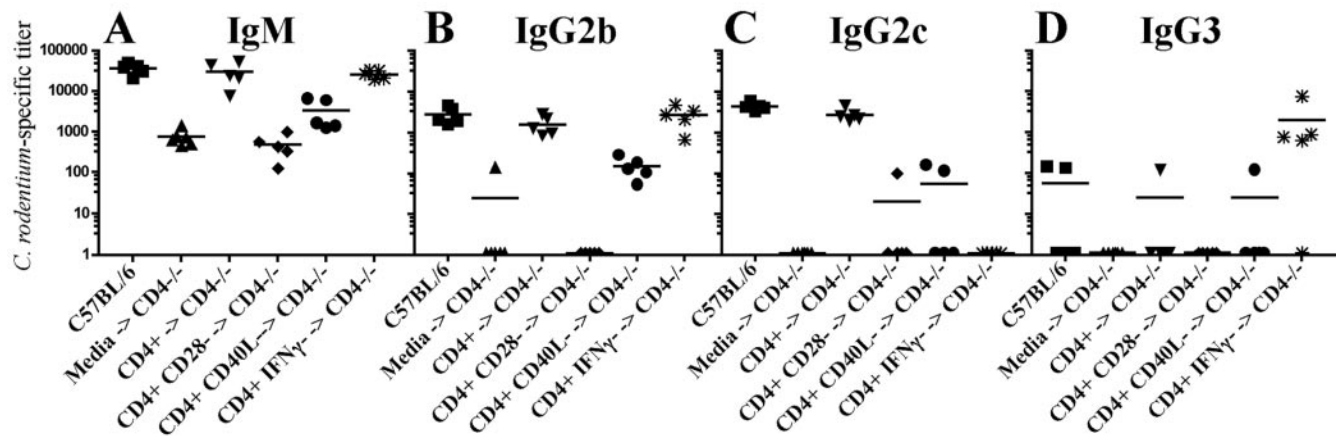 A IgM B IgG2b C IgG2c D IgG3
C. rodentium-specific titer
100000
10000
1000
100
10
1
C57BL/6
Media -> CD4-/-
CD4+ -> CD4-/-
CD4+ CD28- -> CD4-/-
CD4+ CD40L--> CD4-/-
CD4+ IFNγ- -> CD4-/-
C57BL/6
Media -> CD4-/-
CD4+ -> CD4-/-
CD4+ CD28- -> CD4-/-
CD4+ CD40L--> CD4-/-
CD4+ IFNγ- -> CD4-/-
C57BL/6
Media -> CD4-/-
CD4+ -> CD4-/-
CD4+ CD28- -> CD4-/-
CD4+ CD40L--> CD4-/-
CD4+ IFNγ- -> CD4-/-
C57BL/6
Media -> CD4-/-
CD4+ -> CD4-/-
CD4+ CD28- -> CD4-/-
CD4+ CD40L--> CD4-/-
CD4+ IFNγ- -> CD4-/-